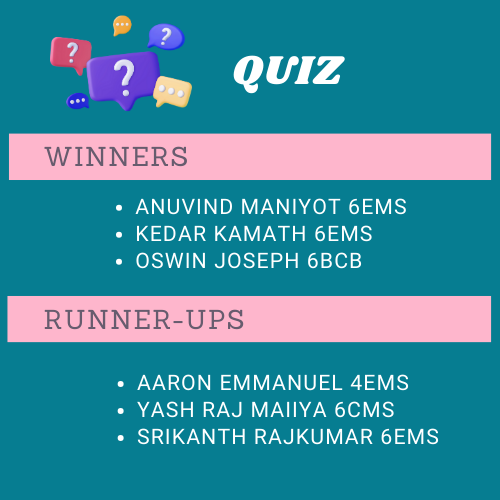 ?
?
?
QUIZ
WINNERS
• ANUVIND MANIYOT 6EMS
• KEDAR KAMATH 6EMS
• OSWIN JOSEPH 6BCB
RUNNER-UPS
• AARON EMMANUEL 4EMS
• YASH RAJ MAIIYA 6CMS
• SRIKANTH RAJKUMAR 6EMS